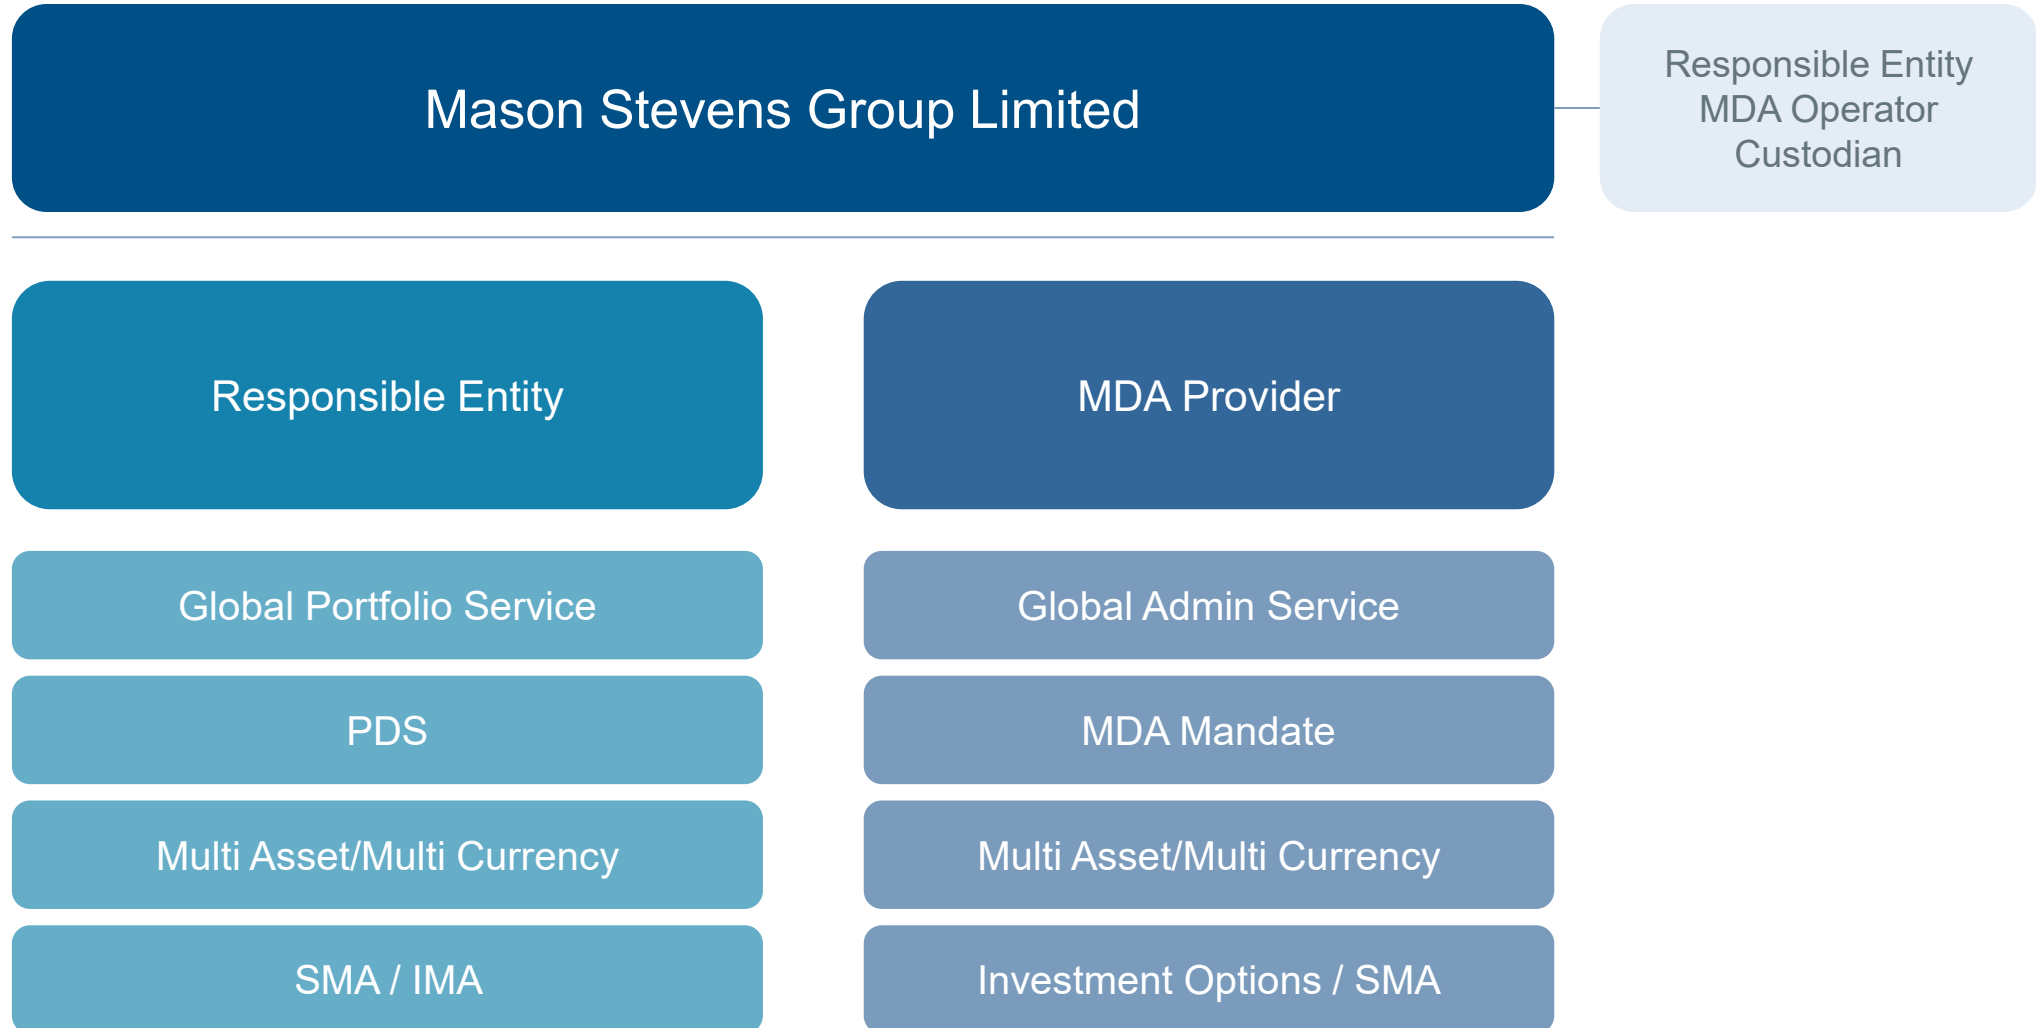 Mason Stevens Group Limited
Responsible Entity
MDA Operator
Custodian
Responsible Entity
MDA Provider
Global Portfolio Service
Global Admin Service
PDS
MDA Mandate
Multi Asset/Multi Currency
Multi Asset/Multi Currency
SMA / IMA
Investment Options / SMA